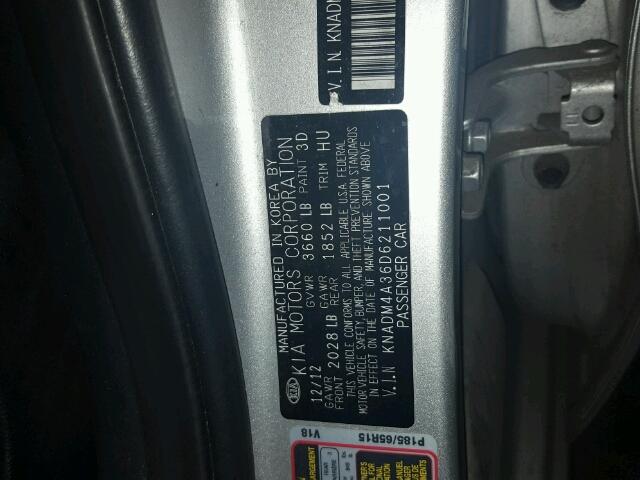 V.I.N KNADM
MANUFACTURED IN KOREA BY
KIA MOTORS CORPORATION
KIA
12/12 GVWR 3660 LB PAINT 3D
GAWR FRONT 2028 LB GAWR REAR 1852 LB TRIM HU
THIS VEHICLE CONFORMS TO ALL APPLICABLE U.S.A. FEDERAL
MOTOR VEHICLE SAFETY, BUMPER, AND THEFT PREVENTION STANDARDS
IN EFFECT ON THE DATE OF MANUFACTURE SHOWN ABOVE.
V.I.N KNADM4A36D6211001
PASSENGER CAR
V18 P185/65R15